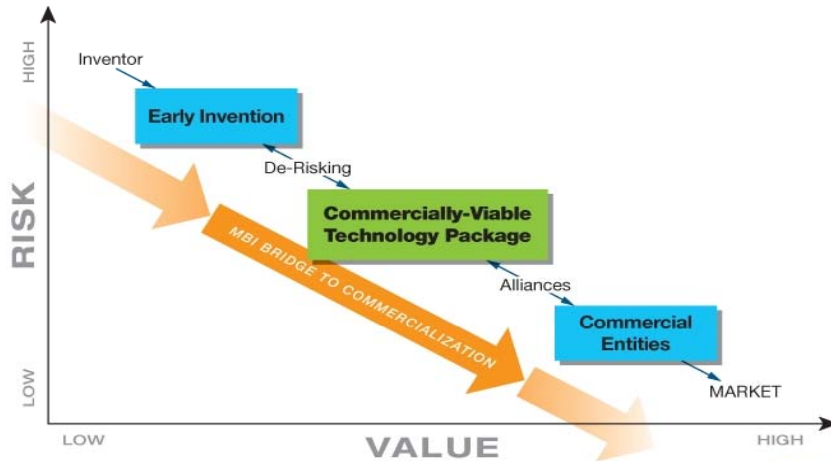 HIGH
Inventor
Early Invention
De-Risking
RISK
Commercially-Viable
Technology Package
MBI BRIDGE TO COMMERCIALIZATION
Alliances
Commercial
Entities
LOW
MARKET
LOW
VALUE
HIGH